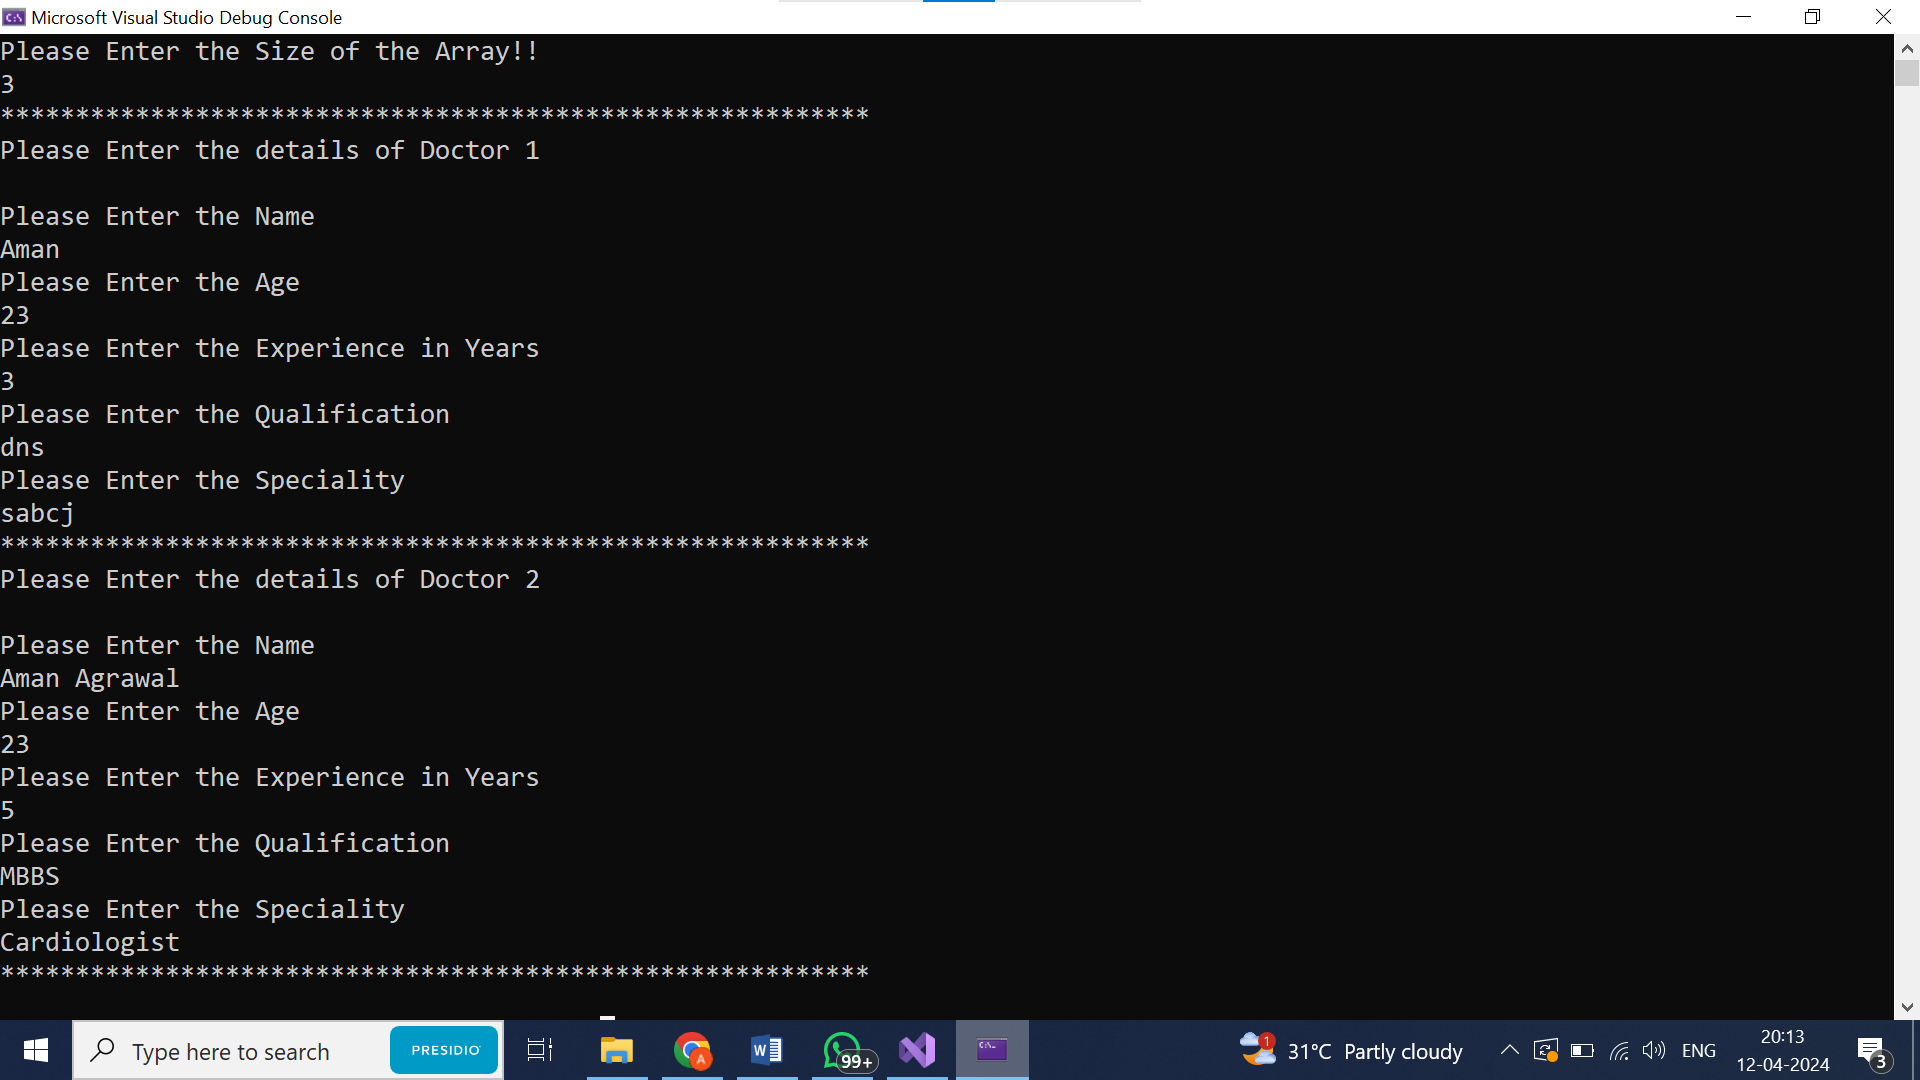 Microsoft Visual Studio Debug Console
Please Enter the Size of the Array!!
3
**********************************************************
Please Enter the details of Doctor 1
Please Enter the Name
Aman
Please Enter the Age
23
Please Enter the Experience in Years
3
Please Enter the Qualification
dns
Please Enter the Speciality
sabcj
**********************************************************
Please Enter the details of Doctor 2
Please Enter the Name
Aman Agrawal
Please Enter the Age
23
Please Enter the Experience in Years
5
Please Enter the Qualification
MBBS
Please Enter the Speciality
Cardiologist
**********************************************************
Type here to search
PRESIDIO
A
W
99+
C:\_
1
31°C Partly cloudy
ENG
20:13
12-04-2024
3